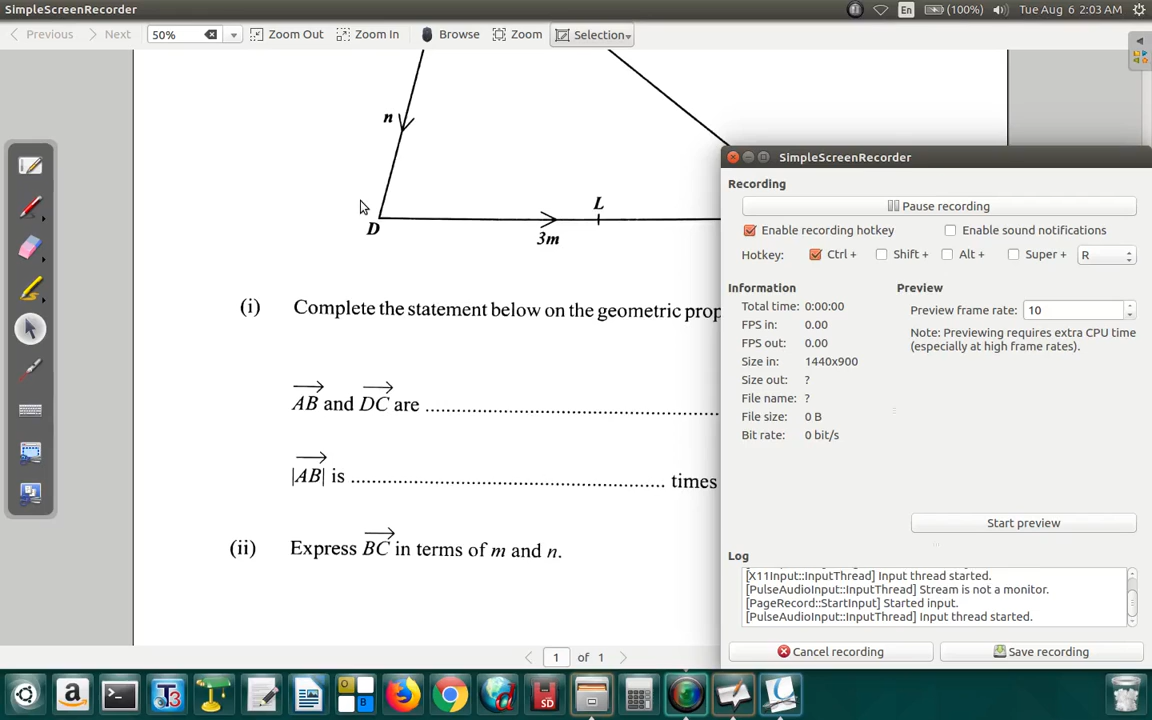 SimpleScreenRecorder
En
(100%)
Tue Aug 6 2:03 AM
Previous
Next
50%
Zoom Out
Zoom In
Browse
Zoom
Selection
n
D
L
3m
(i) Complete the statement below on the geometric prop
AB and DC are ..........................................................
|AB| is .............................................................. times
(ii) Express BC in terms of m and n.
1 of 1
SimpleScreenRecorder
Recording
Pause recording
Enable recording hotkey
Enable sound notifications
Hotkey: Ctrl + Shift + Alt + Super + R
Information
Total time: 0:00:00
FPS in: 0.00
FPS out: 0.00
Size in: 1440x900
Size out: ?
File name: ?
File size: 0 B
Bit rate: 0 bit/s
Preview
Preview frame rate: 10
Note: Previewing requires extra CPU time
(especially at high frame rates).
Start preview
Log
[X11Input::InputThread] Input thread started.
[PulseAudioInput::InputThread] Stream is not a monitor.
[PageRecord::StartInput] Started input.
[PulseAudioInput::InputThread] Input thread started.
Cancel recording
Save recording
T3
SD